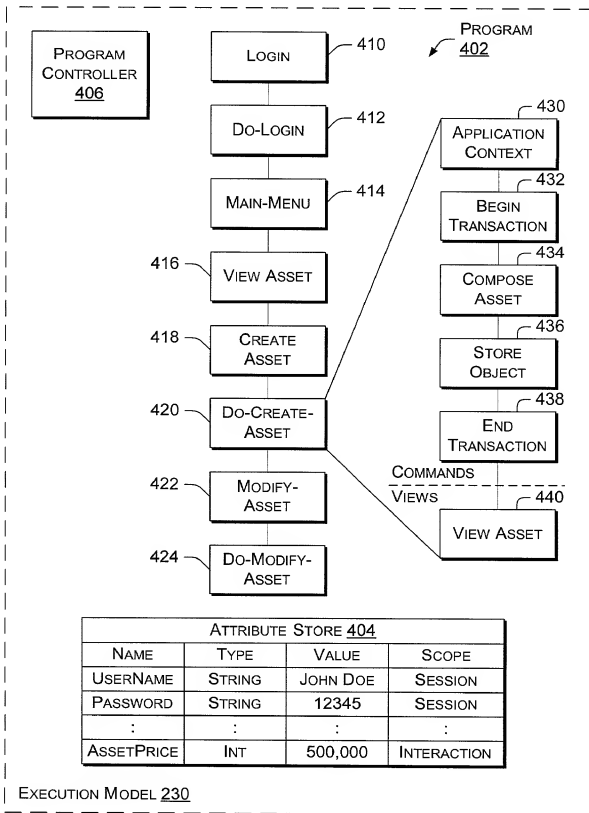 PROGRAM
CONTROLLER
406
LOGIN
410
DO-LOGIN
412
MAIN-MENU
414
416
VIEW ASSET
418
CREATE
ASSET
420
DO-CREATE-
ASSET
422
MODIFY-
ASSET
424
DO-MODIFY-
ASSET
PROGRAM
402
430
APPLICATION
CONTEXT
432
BEGIN
TRANSACTION
434
COMPOSE
ASSET
436
STORE
OBJECT
438
END
TRANSACTION
COMMANDS
VIEWS
440
VIEW ASSET
ATTRIBUTE STORE 404
NAME TYPE VALUE SCOPE
USERNAME STRING JOHN DOE SESSION
PASSWORD STRING 12345 SESSION
: : : :
ASSETPRICE INT 500,000 INTERACTION
EXECUTION MODEL 230